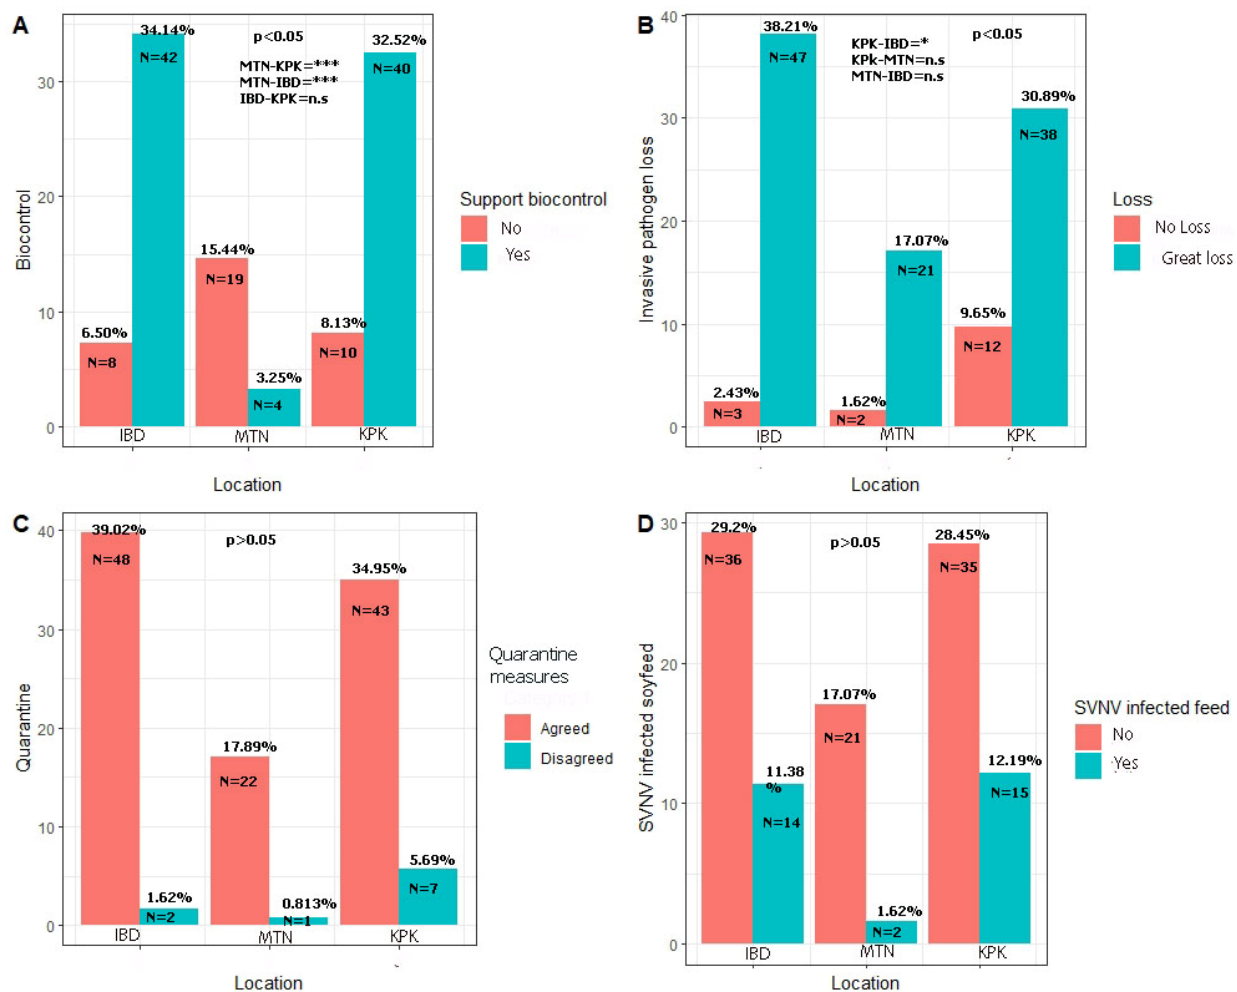 A
34.14%
N=42
p<0.05
MTN-KPK=***
MTN-IBD=***
IBD-KPK=n.s
32.52%
N=40
15.44%
N=19
6.50%
N=8
8.13%
N=10
3.25%
N=4
30
20
10
0
Biocontrol
IBD
MTN
KPK
Location
Support biocontrol
No
Yes
B
38.21%
N=47
KPK-IBD=*
KPk-MTN=n.s
MTN-IBD=n.s
p<0.05
30.89%
N=38
17.07%
N=21
9.65%
N=12
2.43%
N=3
1.62%
N=2
40
30
20
10
0
Invasive pathogen loss
IBD
MTN
KPK
Location
Loss
No Loss
Great loss
C
39.02%
N=48
p>0.05
34.95%
N=43
17.89%
N=22
1.62%
N=2
0.813%
N=1
5.69%
N=7
40
30
20
10
0
Quarantine
IBD
MTN
KPK
Location
Quarantine
measures
Agreed
Disagreed
D
29.2%
N=36
p>0.05
28.45%
N=35
17.07%
N=21
11.38
%
N=14
12.19%
N=15
1.62%
N=2
30
20
10
0
SVNV infected soyfeed
IBD
MTN
KPK
Location
SVNV infected feed
No
Yes